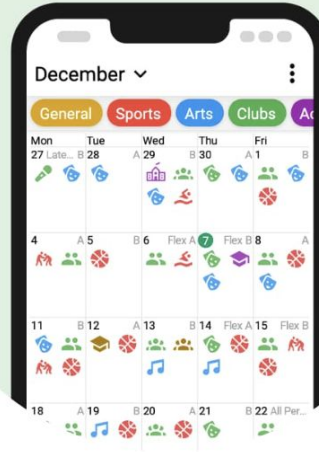 December
General Sports Arts Clubs
Mon Tue Wed Thu Fri
27 Late... B 28 A 29 B 30 A 1 B
4 A 5 B 6 Flex A 7 Flex B 8 A
11 B 12 A 13 B 14 Flex A 15 Flex B
18 A 19 B 20 A 21 B 22 All Per...